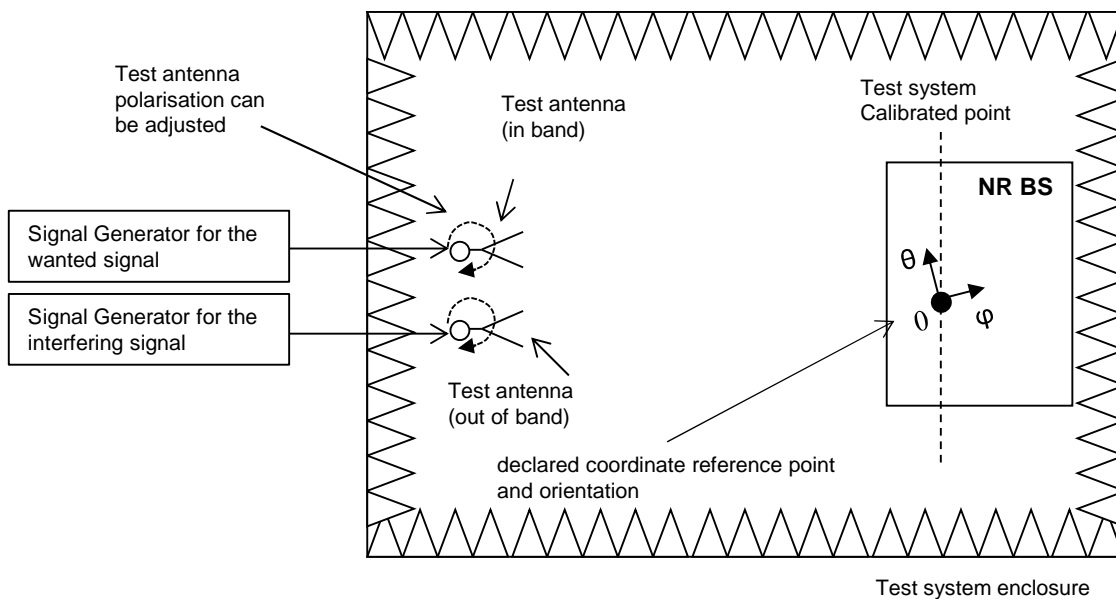 Test antenna
polarisation can
be adjusted
Test antenna
(in band)
Test system
Calibrated point
NR BS
Signal Generator for the
wanted signal
θ
0
φ
Signal Generator for the
interfering signal
Test antenna
(out of band)
declared coordinate reference point
and orientation
Test system enclosure